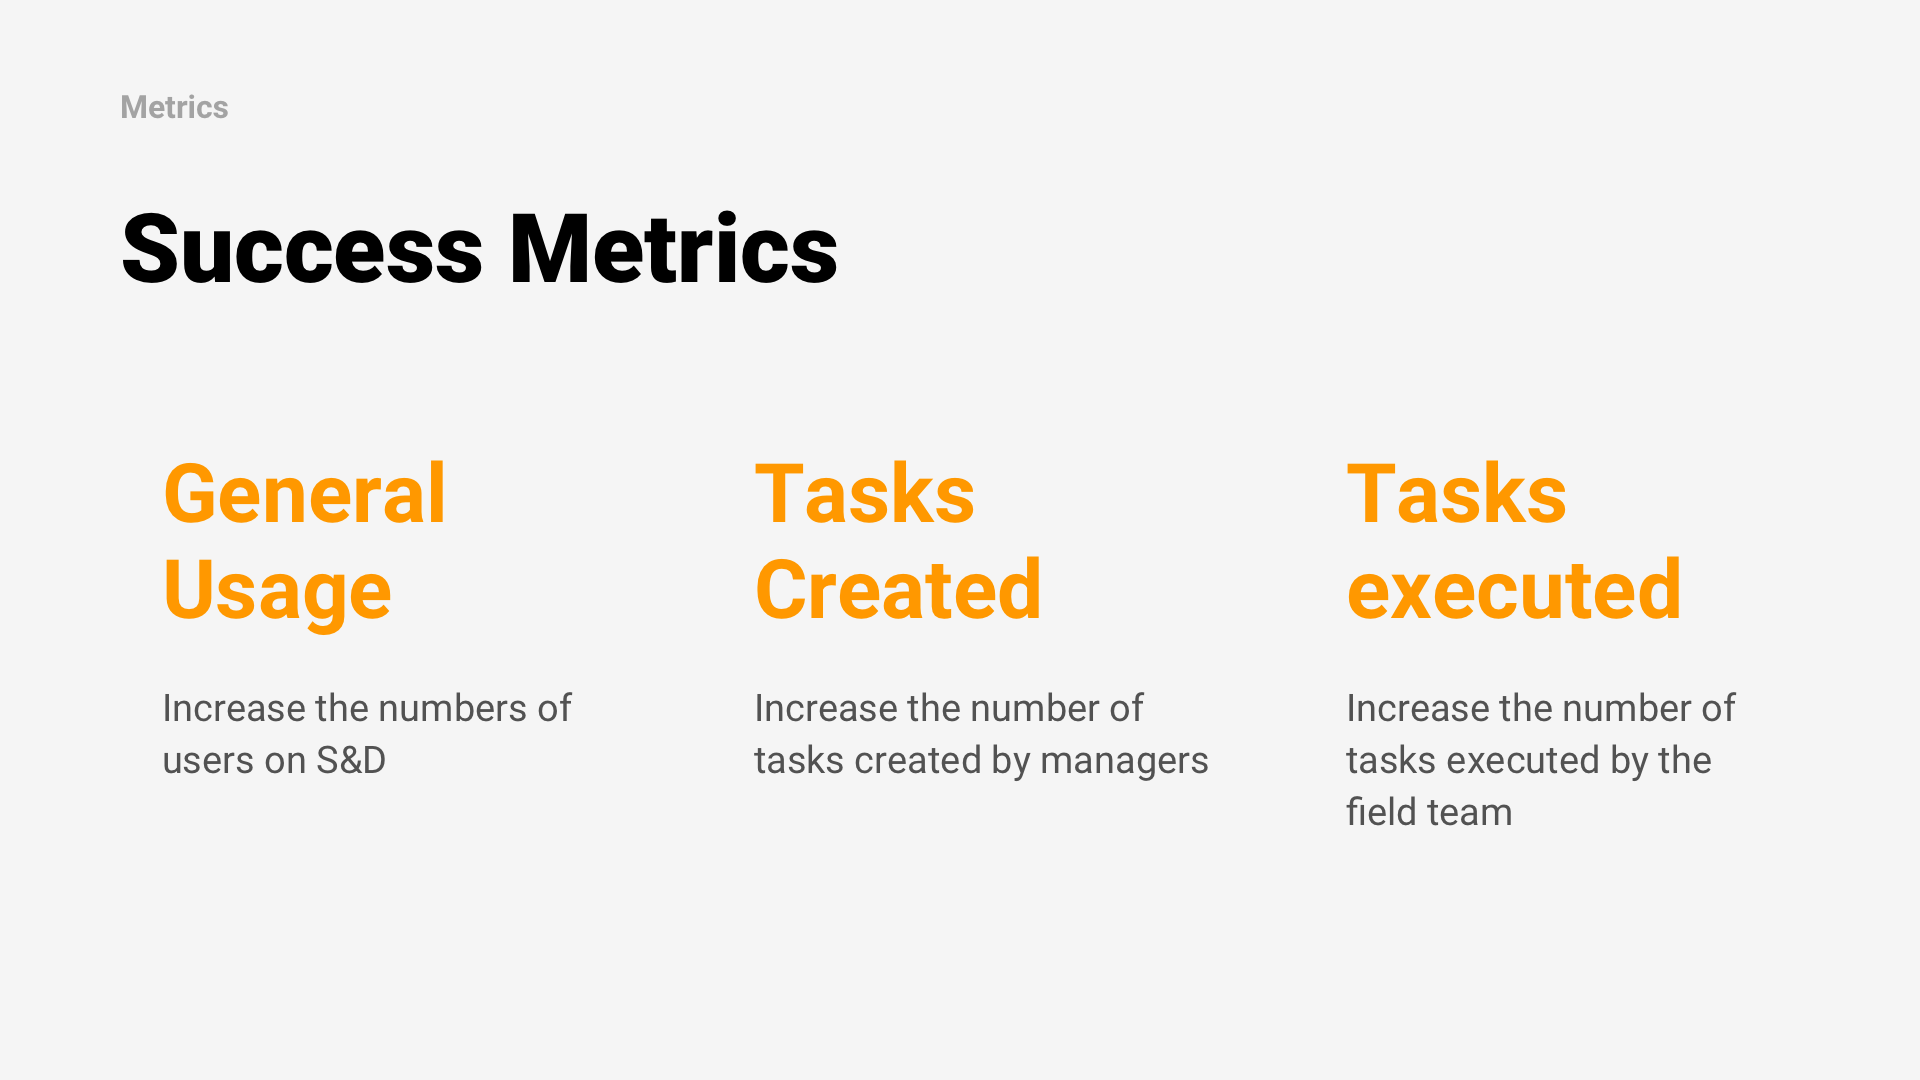 Metrics
Success Metrics
General
Usage
Increase the numbers of
users on S&D
Tasks
Created
Increase the number of
tasks created by managers
Tasks
executed
Increase the number of
tasks executed by the
field team